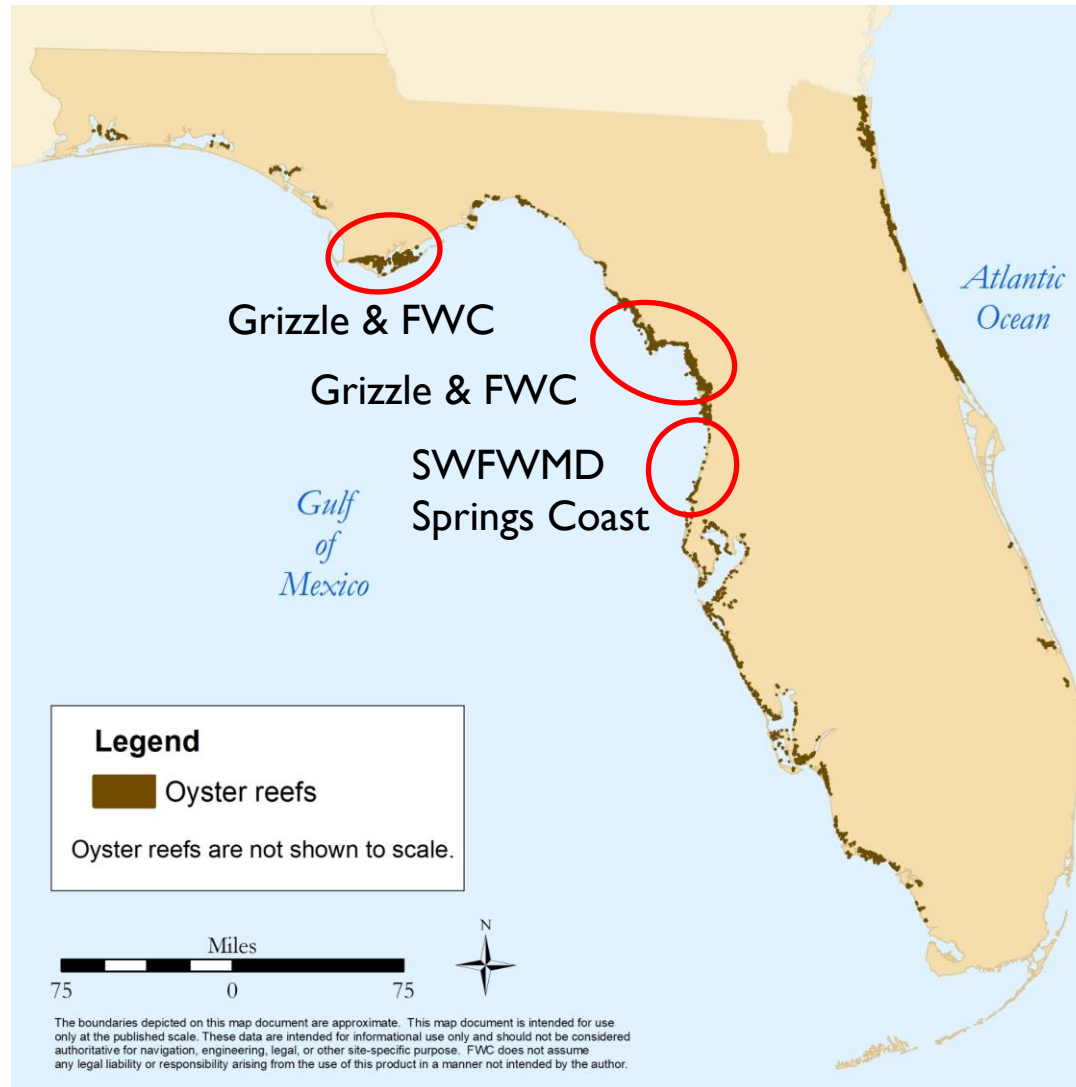 Atlantic
Ocean
Grizzle & FWC
Grizzle & FWC
SWFWMD
Springs Coast
Gulf
of
Mexico
Legend
Oyster reefs
Oyster reefs are not shown to scale.
Miles
75 0 75
N
The boundaries depicted on this map document are approximate. This map document is intended for use
only at the published scale. These data are intended for informational use only and should not be considered
authoritative for navigation, engineering, legal, or other site-specific purpose. FWC does not assume
any legal liability or responsibility arising from the use of this product in a manner not intended by the author.